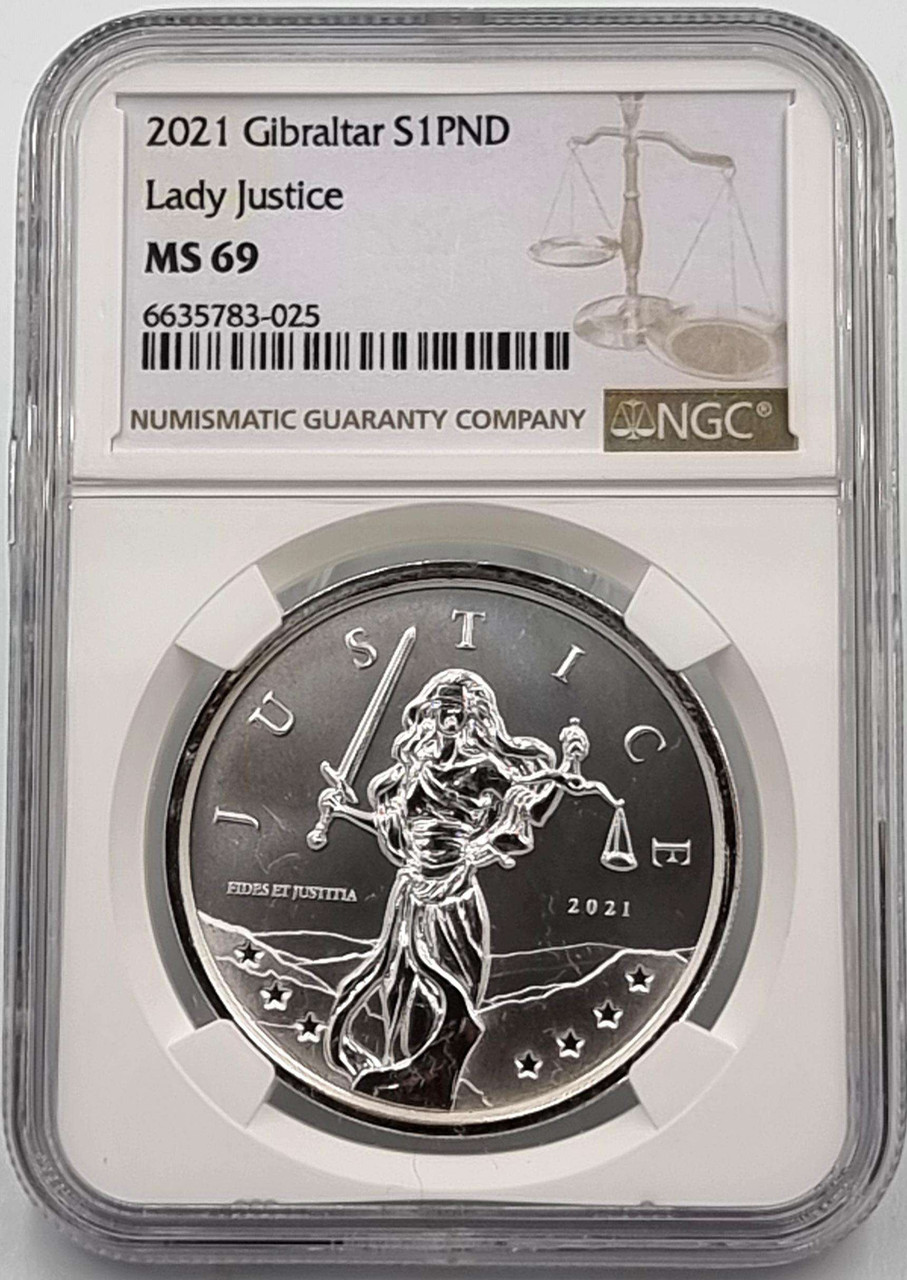 2021 Gibraltar S1PND
Lady Justice
MS 69
6635783-025
NUMISMATIC GUARANTY COMPANY
NGC®
JUSTICE
FIDES ET JUSTITIA
2021